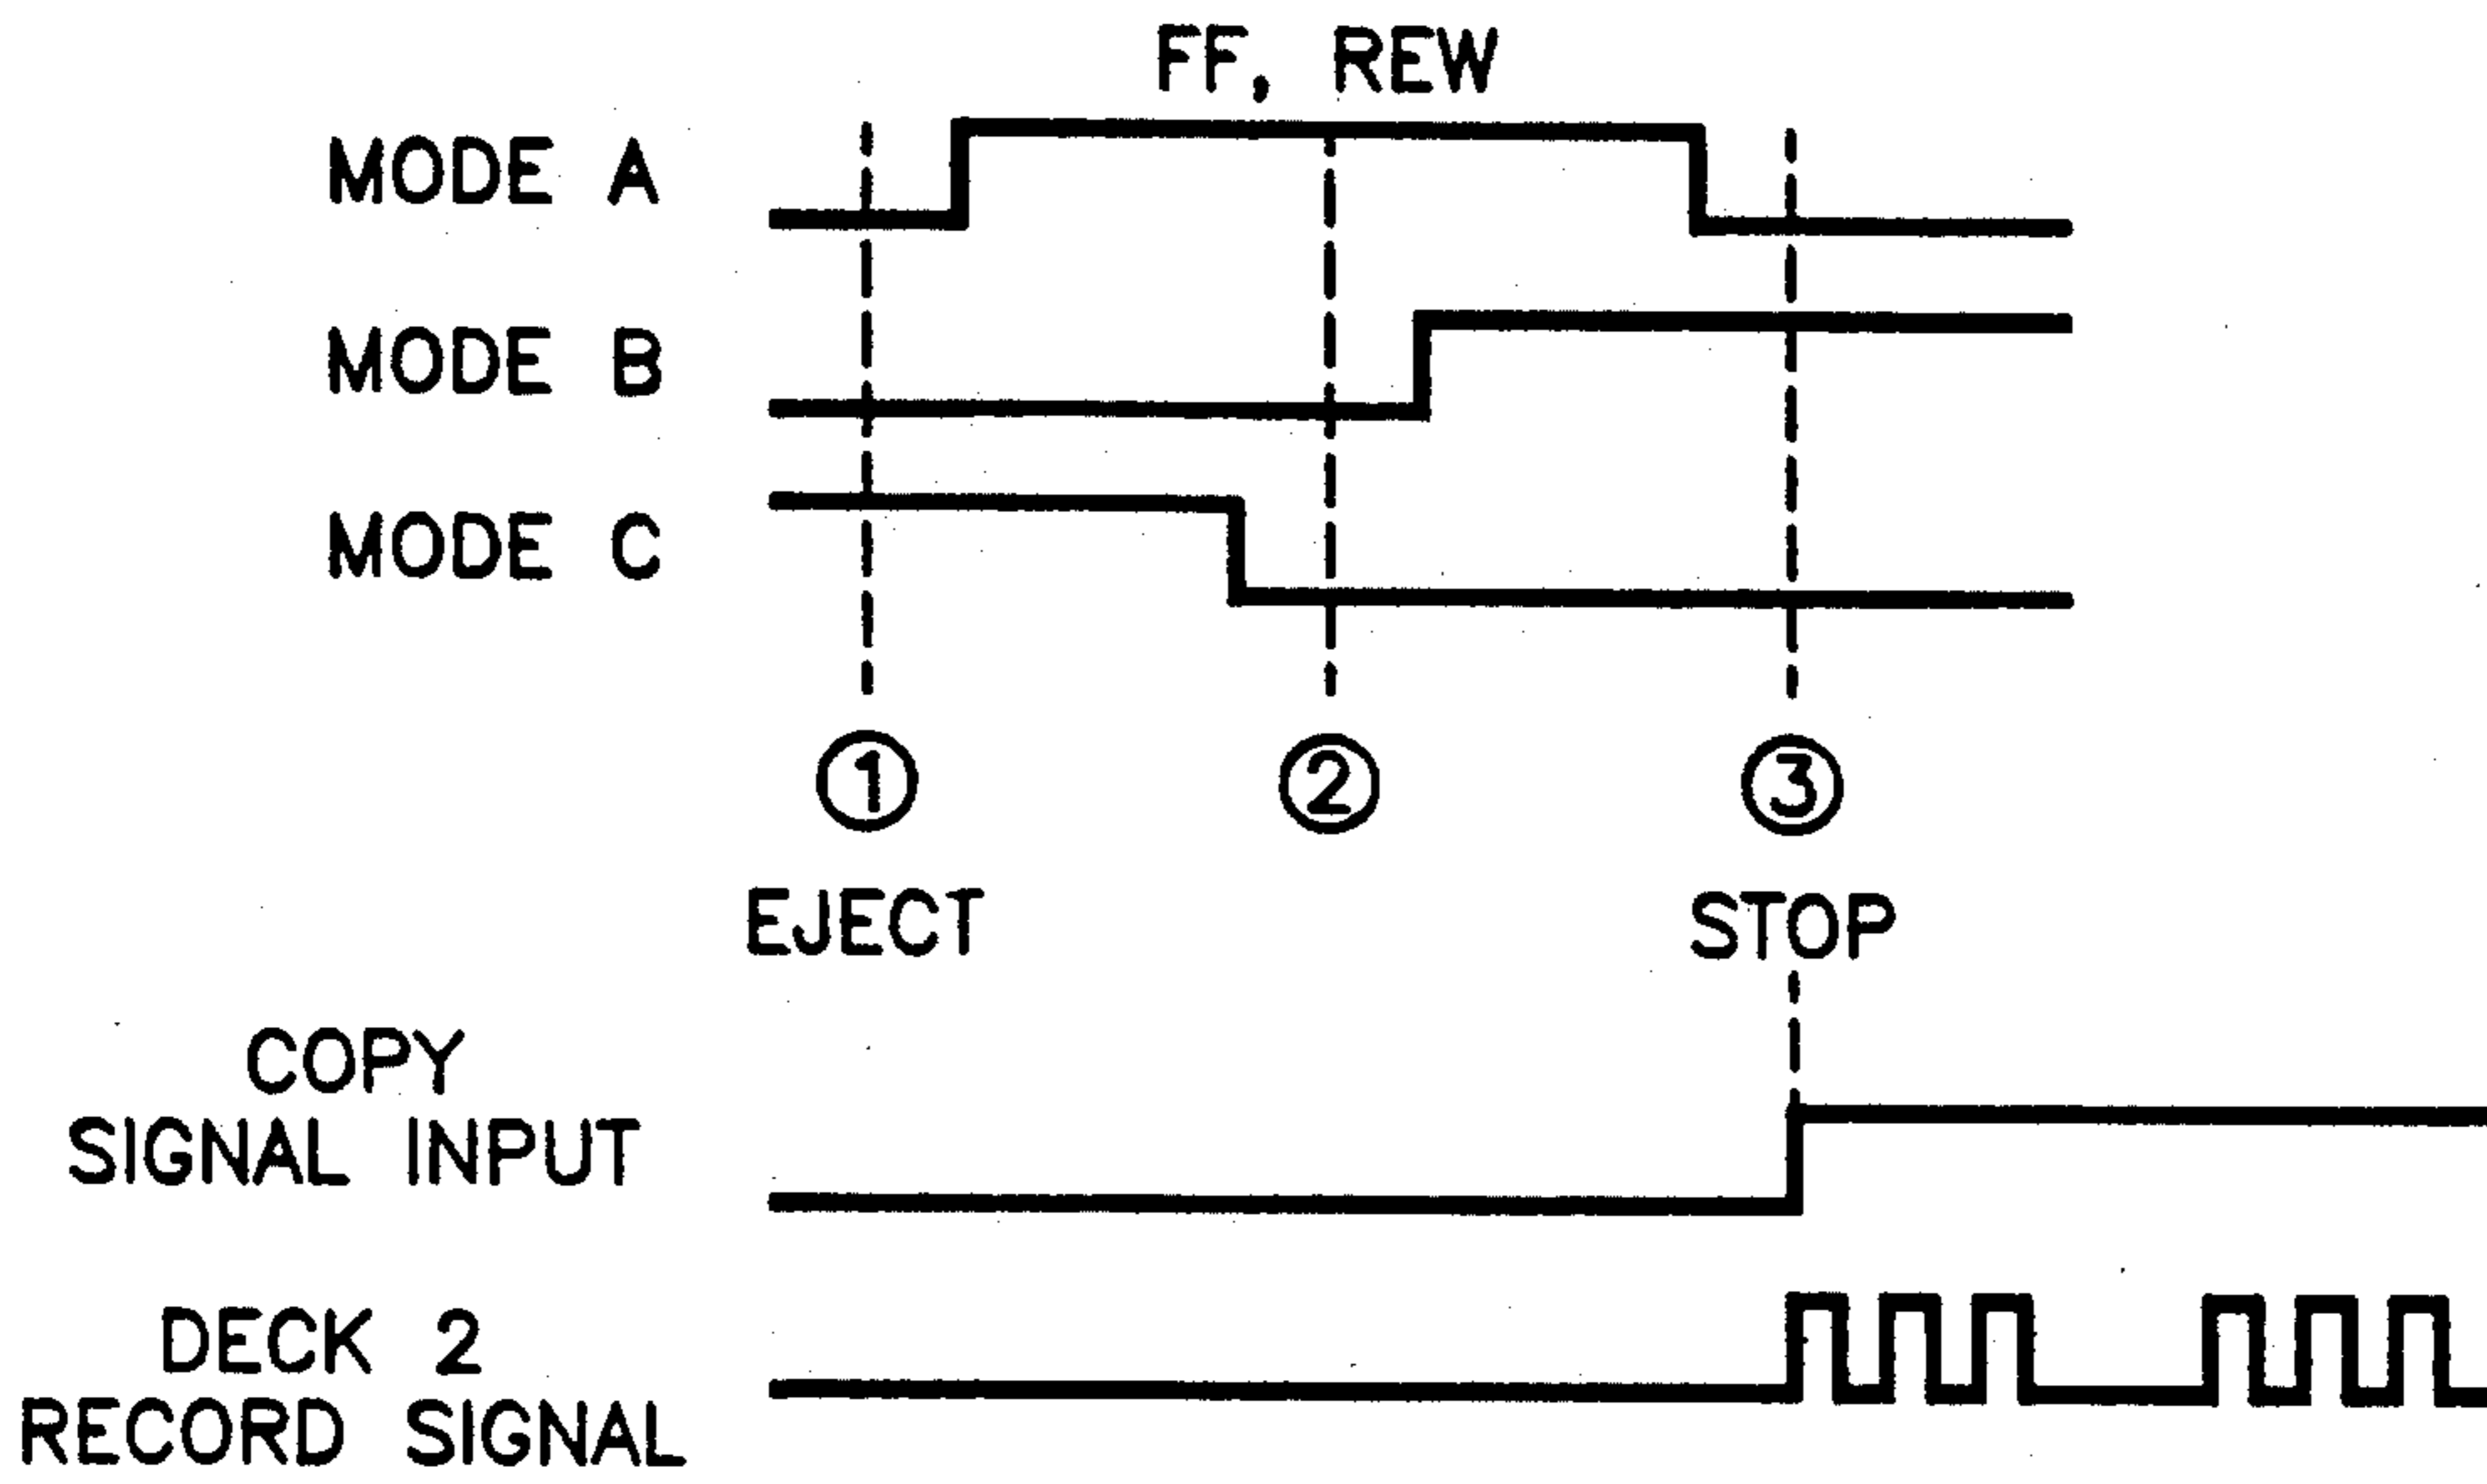 FF, REW
MODE A
MODE B
MODE C
① ② ③
EJECT STOP
COPY
SIGNAL INPUT
DECK 2
RECORD SIGNAL